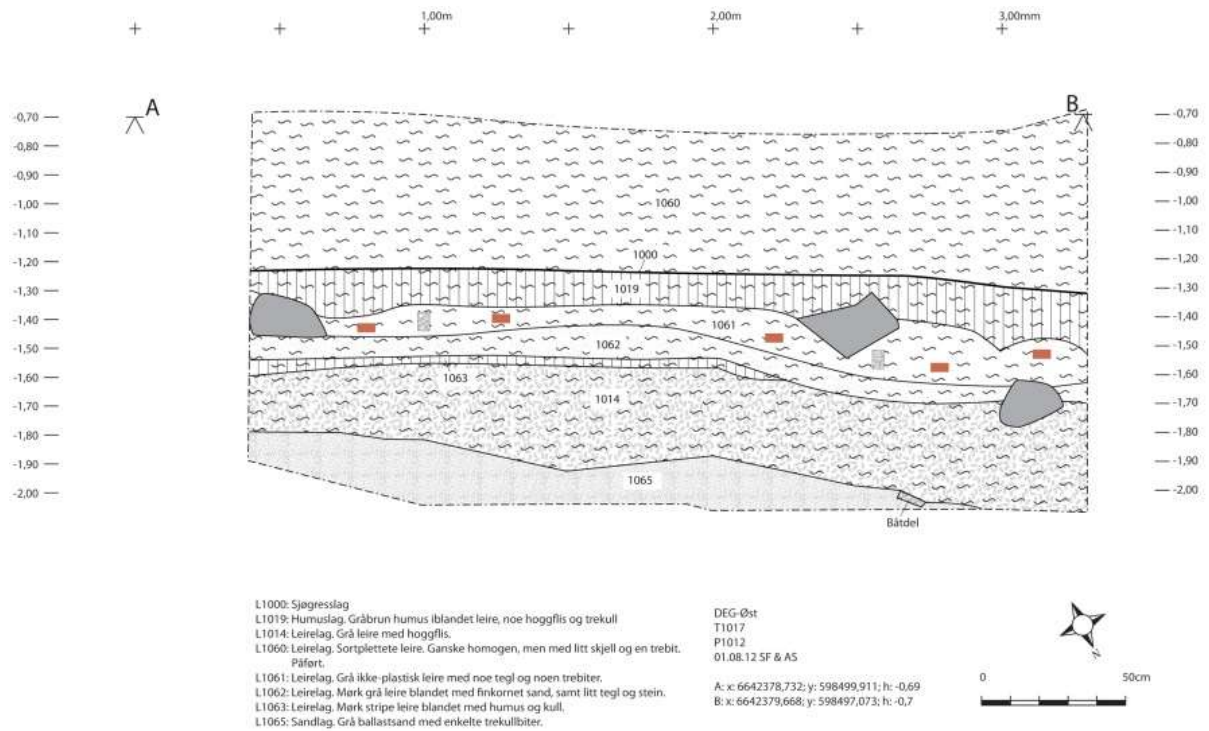 1,00m 2,00m 3,00mm
A B
-0,70 -0,70
-0,80 -0,80
-0,90 -0,90
-1,00 -1,00
-1,10 -1,10
-1,20 -1,20
-1,30 -1,30
-1,40 -1,40
-1,50 -1,50
-1,60 -1,60
-1,70 -1,70
-1,80 -1,80
-1,90 -1,90
-2,00 -2,00
1060
1000
1019
1061
1062
1063
1014
1065
Båtdel
L1000: Sjøgresslag
L1019: Humuslag. Gråbrun humus iblandet leire, noe hoggflis og trekull
L1014: Leirelag. Grå leire med hoggflis.
L1060: Leirelag. Sortplettete leire. Ganske homogen, men med litt skjell og en trebit.
Påført.
L1061: Leirelag. Grå ikke-plastisk leire med noe tegl og noen trebiter.
L1062: Leirelag. Mørk grå leire blandet med finkornet sand, samt litt tegl og stein.
L1063: Leirelag. Mørk stripe leire blandet med humus og kull.
L1065: Sandlag. Grå ballastsand med enkelte trekullbiter.
DEG-Øst
T1017
P1012
01.08.12 SF & AS
A: x: 6642378,732; y: 598499,911; h: -0,69
B: x: 6642379,668; y: 598497,073; h: -0,7
N
0 50cm